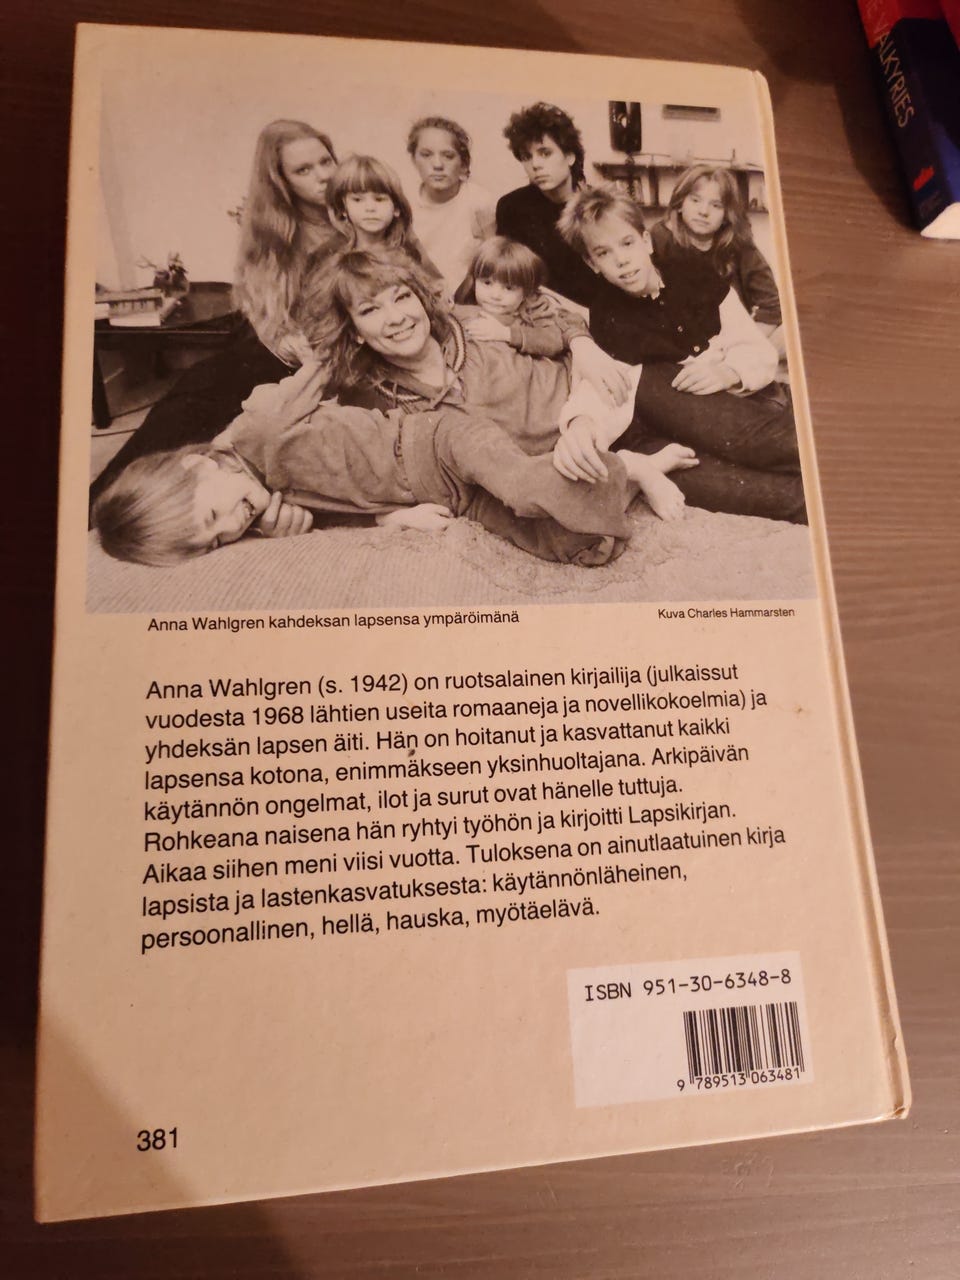 VALKYRIES
Anna Wahlgren kahdeksan lapsensa ympäröimänä
Kuva Charles Hammarsten
Anna Wahlgren (s. 1942) on ruotsalainen kirjailija (julkaissut
vuodesta 1968 lähtien useita romaaneja ja novellikokoelmia) ja
yhdeksän lapsen äiti. Hän on hoitanut ja kasvattanut kaikki
lapsensa kotona, enimmäkseen yksinhuoltajana. Arkipäivän
käytännön ongelmat, ilot ja surut ovat hänelle tuttuja.
Rohkeana naisena hän ryhtyi työhön ja kirjoitti Lapsikirjan.
Aikaa siihen meni viisi vuotta. Tuloksena on ainutlaatuinen kirja
lapsista ja lastenkasvatuksesta: käytännönläheinen,
persoonallinen, hellä, hauska, myötäelävä.
ISBN 951-30-6348-8
9 789513 063481
381